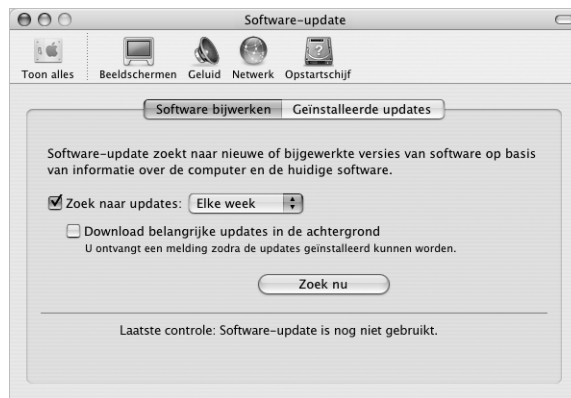 Software-update
Toon alles Beeldschermen Geluid Netwerk Opstartschijf
Software bijwerken Geïnstalleerde updates
Software-update zoekt naar nieuwe of bijgewerkte versies van software op basis
van informatie over de computer en de huidige software.
Zoek naar updates: Elke week
Download belangrijke updates in de achtergrond
U ontvangt een melding zodra de updates geïnstalleerd kunnen worden.
Zoek nu
Laatste controle: Software-update is nog niet gebruikt.